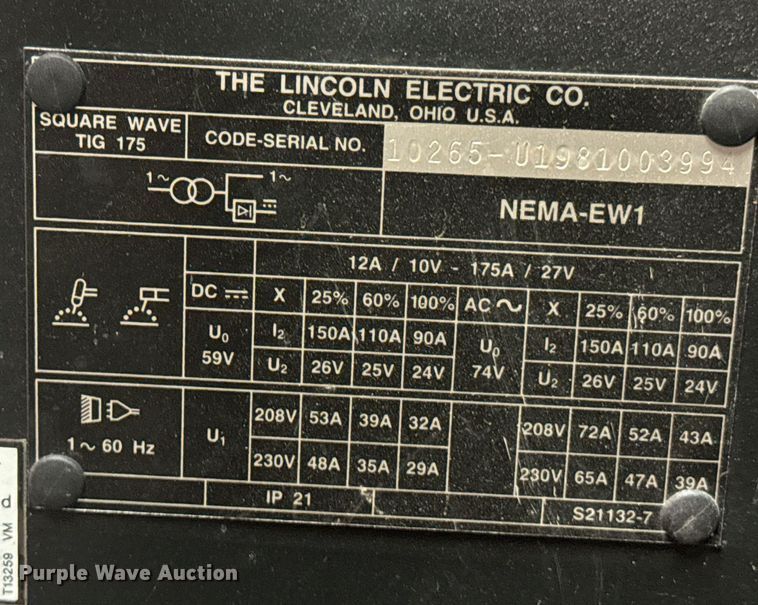 THE LINCOLN ELECTRIC CO.
CLEVELAND, OHIO U.S.A.
SQUARE WAVE
TIG 175
CODE-SERIAL NO.
10265-U1981003994
1~
1~
NEMA-EW1
12A / 10V - 175A / 27V
DC X 25% 60% 100% AC X 25% 60% 100%
U0 59V I2 150A 110A 90A U0 74V I2 150A 110A 90A
U2 26V 25V 24V U2 26V 25V 24V
1~ 60 Hz U1 208V 53A 39A 32A 208V 72A 52A 43A
230V 48A 35A 29A 230V 65A 47A 39A
IP 21
S21132-7
T13259 VM d
Purple Wave Auction